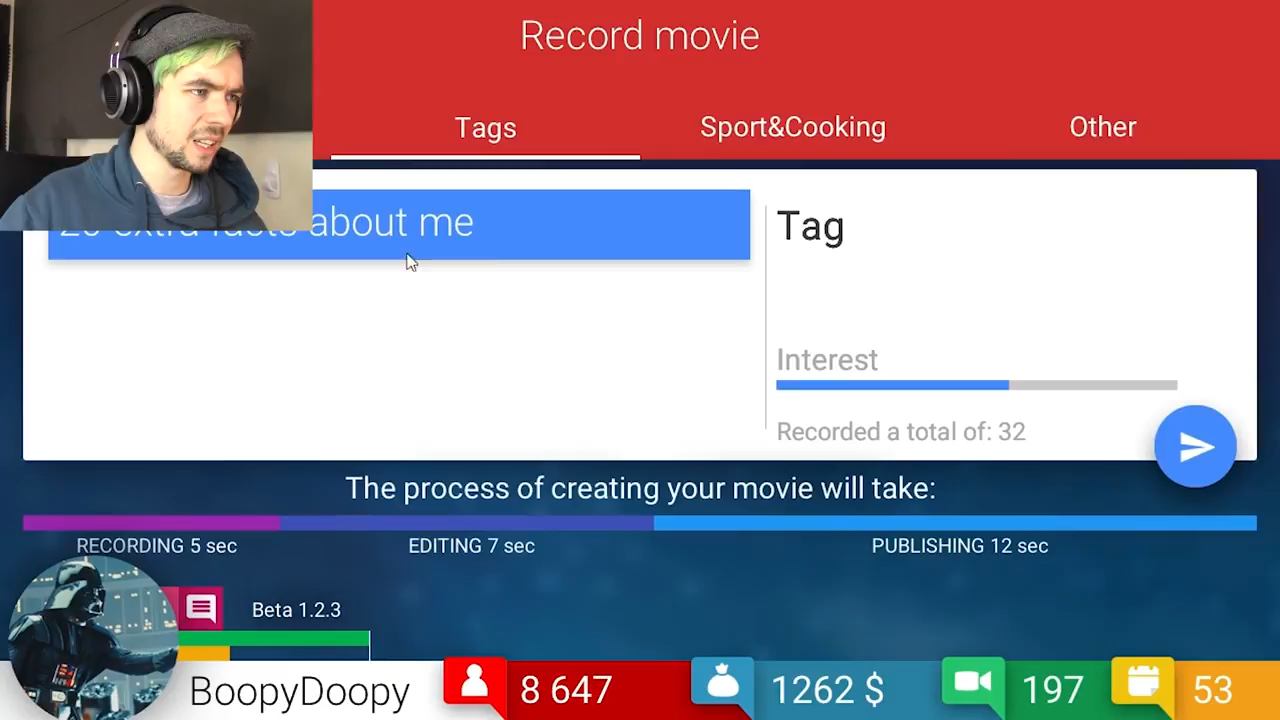 Record movie
Tags
Sport&Cooking
Other
extra facts about me
Tag
Interest
Recorded a total of: 32
The process of creating your movie will take:
RECORDING 5 sec
EDITING 7 sec
PUBLISHING 12 sec
Beta 1.2.3
BoopyDoopy
8 647
1262 $
197
53